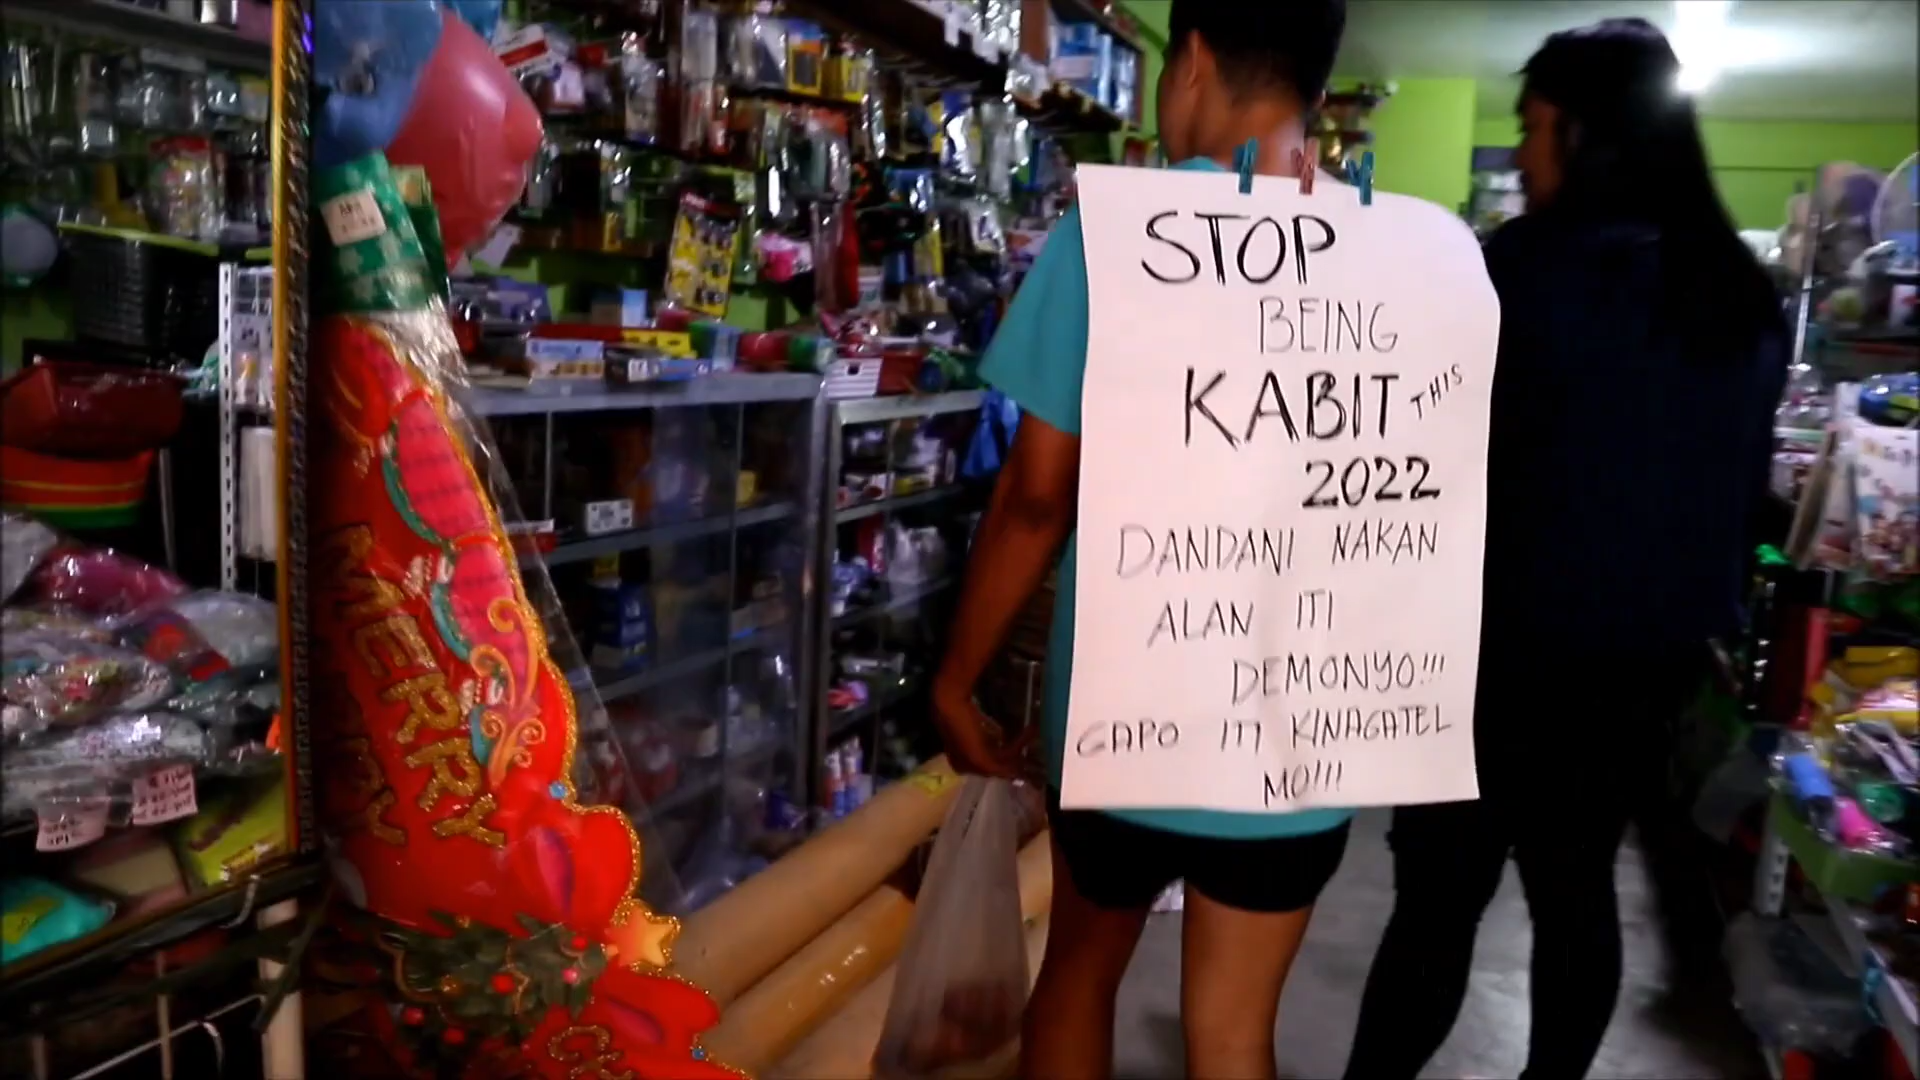 STOP
BEING
KABIT THIS
2022
DANDANI NAKAN
ALAN ITI
DEMONYO!!!
GAPO ITI KINAGATEL
MO!!!
MERRY